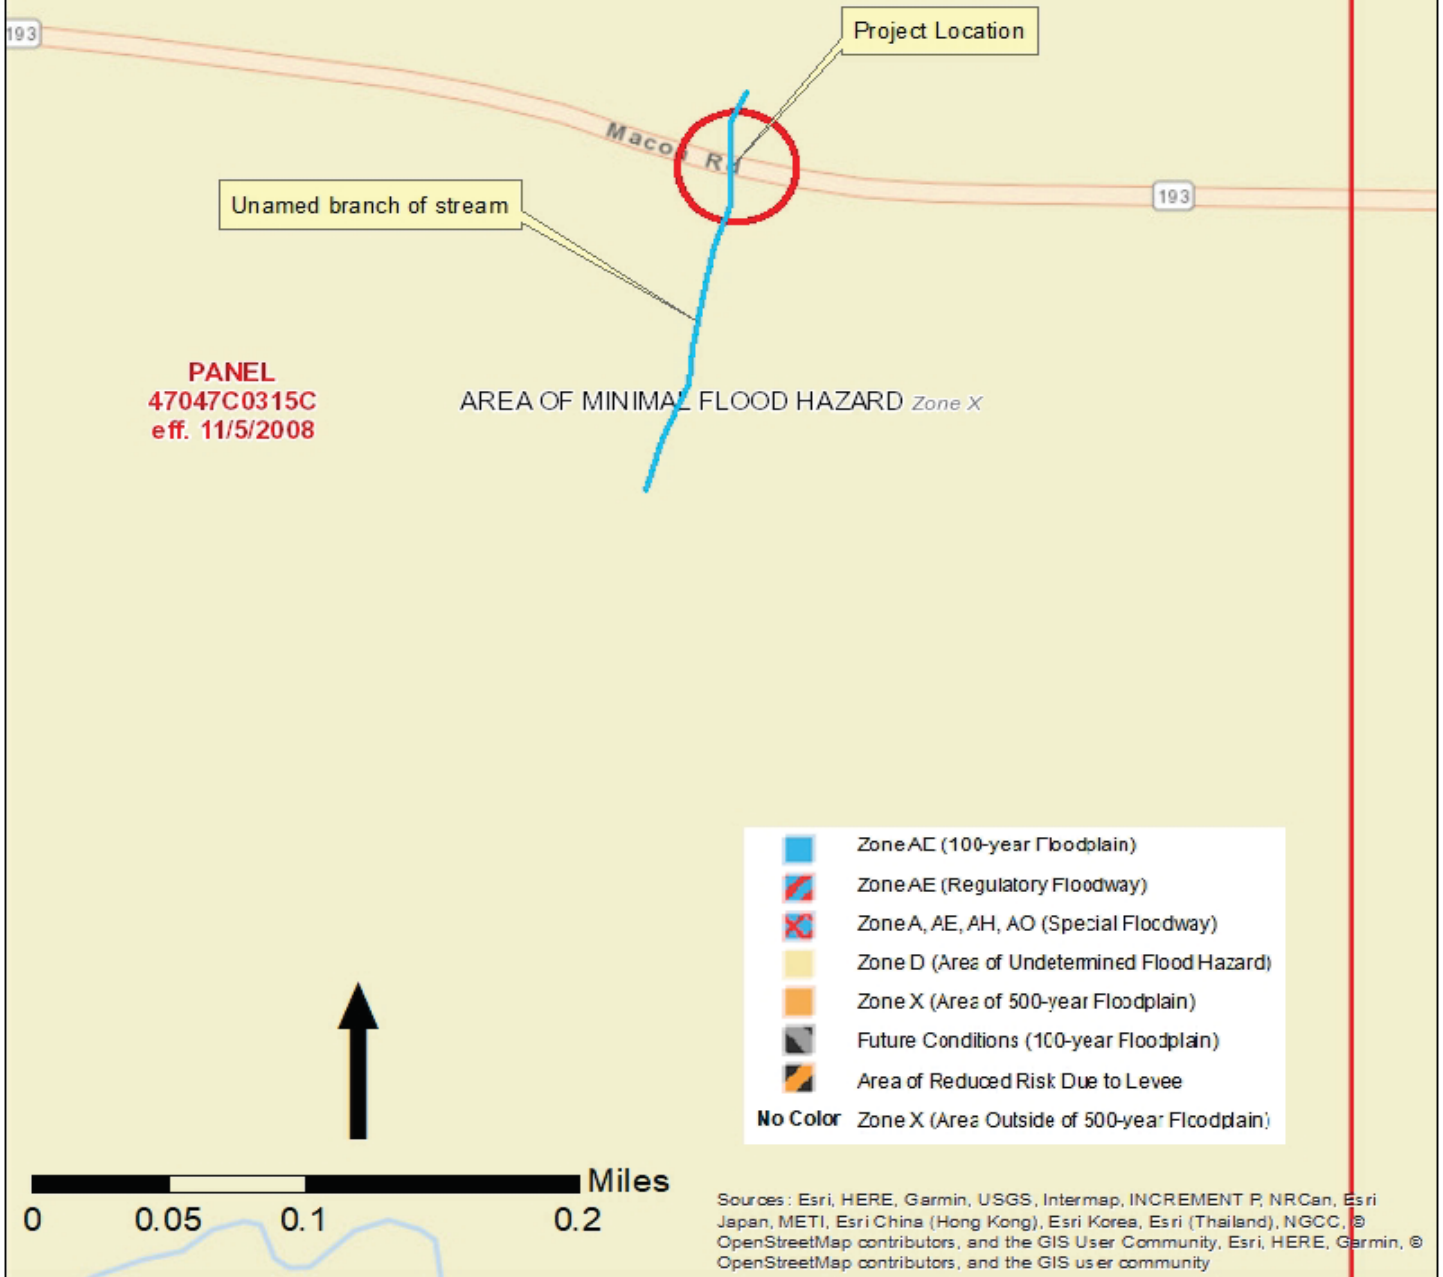 193
Project Location
Macon Rd
193
Unamed branch of stream
PANEL
47047C0315C
eff. 11/5/2008
AREA OF MINIMAL FLOOD HAZARD Zone X
Zone AE (100-year Floodplain)
Zone AE (Regulatory Floodway)
Zone A, AE, AH, AO (Special Floodway)
Zone D (Area of Undetermined Flood Hazard)
Zone X (Area of 500-year Floodplain)
Future Conditions (100-year Floodplain)
Area of Reduced Risk Due to Levee
No Color Zone X (Area Outside of 500-year Floodplain)
Miles
0 0.05 0.1 0.2
Sources: Esri, HERE, Garmin, USGS, Intermap, INCREMENT P, NRCan, Esri
Japan, METI, Esri China (Hong Kong), Esri Korea, Esri (Thailand), NGCC, ©
OpenStreetMap contributors, and the GIS User Community, Esri, HERE, Garmin, ©
OpenStreetMap contributors, and the GIS user community